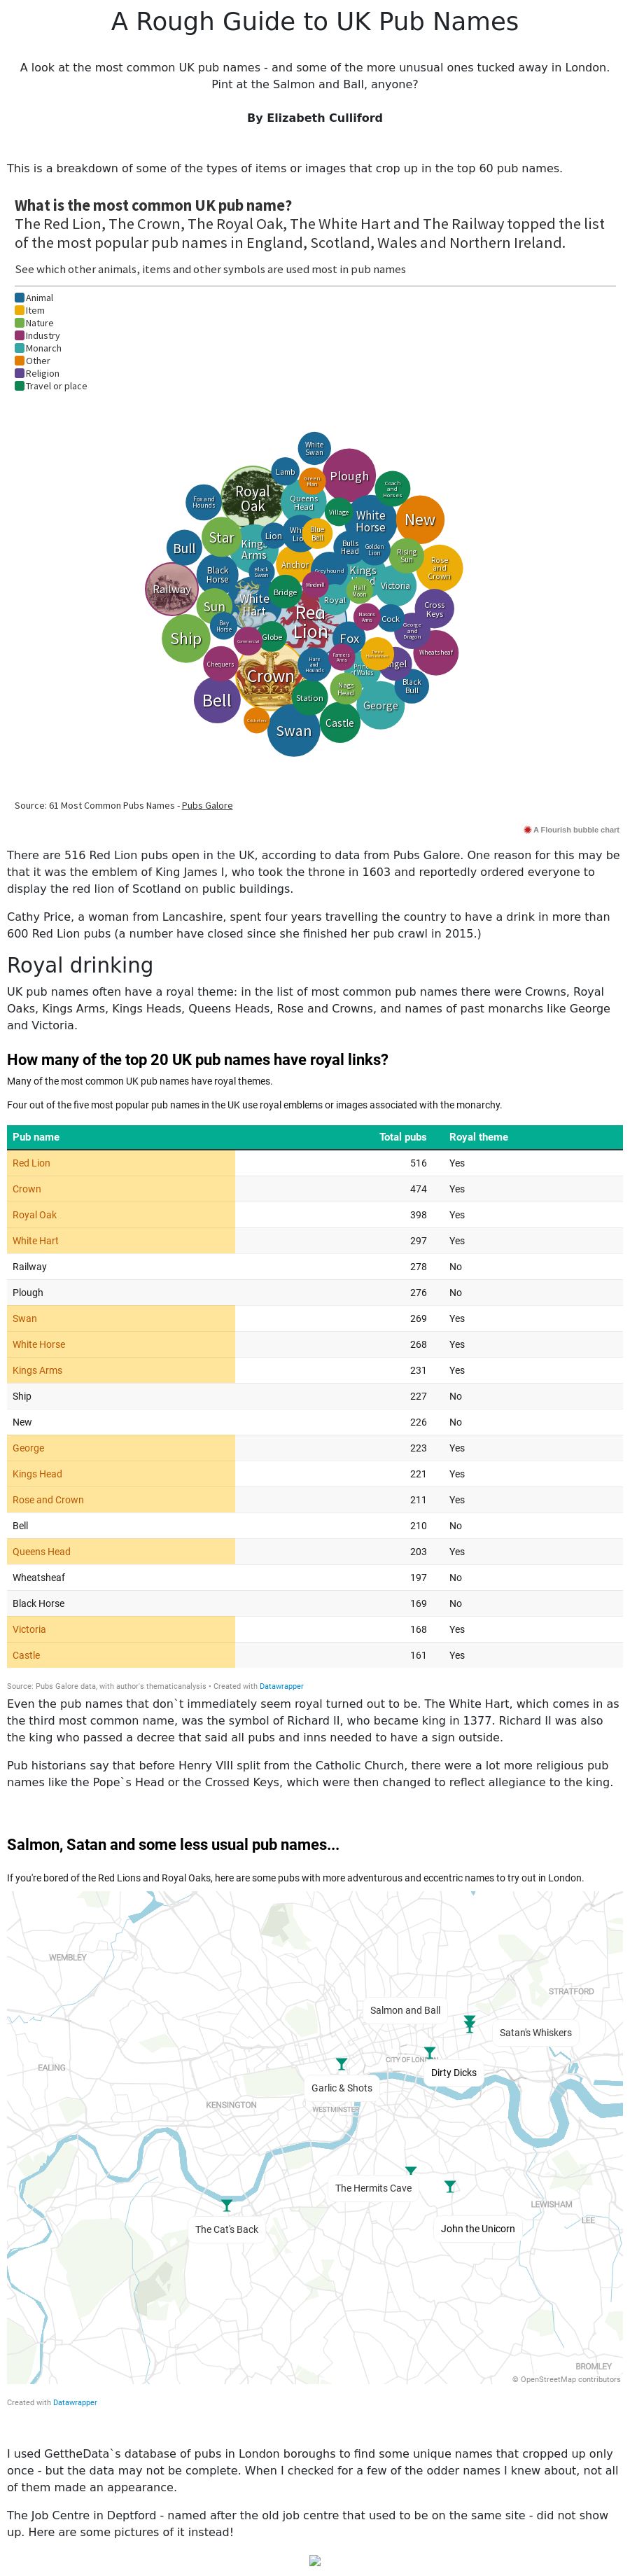 A Rough Guide to UK Pub Names
A look at the most common UK pub names - and some of the more unusual ones tucked away in London.
Pint at the Salmon and Ball, anyone?
By Elizabeth Culliford
This is a breakdown of some of the types of items or images that crop up in the top 60 pub names.
What is the most common UK pub name?
The Red Lion, The Crown, The Royal Oak, The White Hart and The Railway topped the list
of the most popular pub names in England, Scotland, Wales and Northern Ireland.
See which other animals, items and other symbols are used most in pub names
Animal
Item
Nature
Industry
Monarch
Other
Religion
Travel or place
White
Swan
Lamb
Plough
Green
Man
Coach
and
Horses
Royal
Oak
Queens
Head
Fox and
Hounds
Village
White
Horse
New
Star
Kings
Arms
Lion
Blue
Bell
Bull
Bulls
Head
Golden
Lion
Rising
Sun
Rose
and
Crown
Anchor
Black
Horse
Black
Swan
Greyhound
Kings
Windmill
Victoria
Railway
Half
Moon
Bridge
White
Hart
Royal
Sun
Red
Lion
Cross
Keys
Masons
Arms
Cock
Bay
Horse
George
and
Dragon
Ship
Globe
Fox
Wheatsheaf
Chequers
Hare
and
Hounds
Farmers
Arms
Crown
Black
Bull
Nags
Head
Bell
Station
George
Castle
Swan
Source: 61 Most Common Pubs Names - Pubs Galore
A Flourish bubble chart
There are 516 Red Lion pubs open in the UK, according to data from Pubs Galore. One reason for this may be
that it was the emblem of King James I, who took the throne in 1603 and reportedly ordered everyone to
display the red lion of Scotland on public buildings.
Cathy Price, a woman from Lancashire, spent four years travelling the country to have a drink in more than
600 Red Lion pubs (a number have closed since she finished her pub crawl in 2015.)
Royal drinking
UK pub names often have a royal theme: in the list of most common pub names there were Crowns, Royal
Oaks, Kings Arms, Kings Heads, Queens Heads, Rose and Crowns, and names of past monarchs like George
and Victoria.
How many of the top 20 UK pub names have royal links?
Many of the most common UK pub names have royal themes.
Four out of the five most popular pub names in the UK use royal emblems or images associated with the monarchy.
Pub name Total pubs Royal theme
Red Lion 516 Yes
Crown 474 Yes
Royal Oak 398 Yes
White Hart 297 Yes
Railway 278 No
Plough 276 No
Swan 269 Yes
White Horse 268 Yes
Kings Arms 231 Yes
Ship 227 No
New 226 No
George 223 Yes
Kings Head 221 Yes
Rose and Crown 211 Yes
Bell 210 No
Queens Head 203 Yes
Wheatsheaf 197 No
Black Horse 169 No
Victoria 168 Yes
Castle 161 Yes
Source: Pubs Galore data, with author's thematicanalysis • Created with Datawrapper
Even the pub names that don`t immediately seem royal turned out to be. The White Hart, which comes in as
the third most common name, was the symbol of Richard II, who became king in 1377. Richard II was also
the king who passed a decree that said all pubs and inns needed to have a sign outside.
Pub historians say that before Henry VIII split from the Catholic Church, there were a lot more religious pub
names like the Pope`s Head or the Crossed Keys, which were then changed to reflect allegiance to the king.
Salmon, Satan and some less usual pub names...
If you're bored of the Red Lions and Royal Oaks, here are some pubs with more adventurous and eccentric names to try out in London.
WEMBLEY
STRATFORD
Salmon and Ball
Satan's Whiskers
CITY OF LONDON
EALING
Dirty Dicks
Garlic & Shots
KENSINGTON
WESTMINSTER
The Hermits Cave
LEWISHAM
LEE
The Cat's Back
John the Unicorn
BROMLEY
© OpenStreetMap contributors
Created with Datawrapper
I used GettheData`s database of pubs in London boroughs to find some unique names that cropped up only
once - but the data may not be complete. When I checked for a few of the odder names I knew about, not all
of them made an appearance.
The Job Centre in Deptford - named after the old job centre that used to be on the same site - did not show
up. Here are some pictures of it instead!